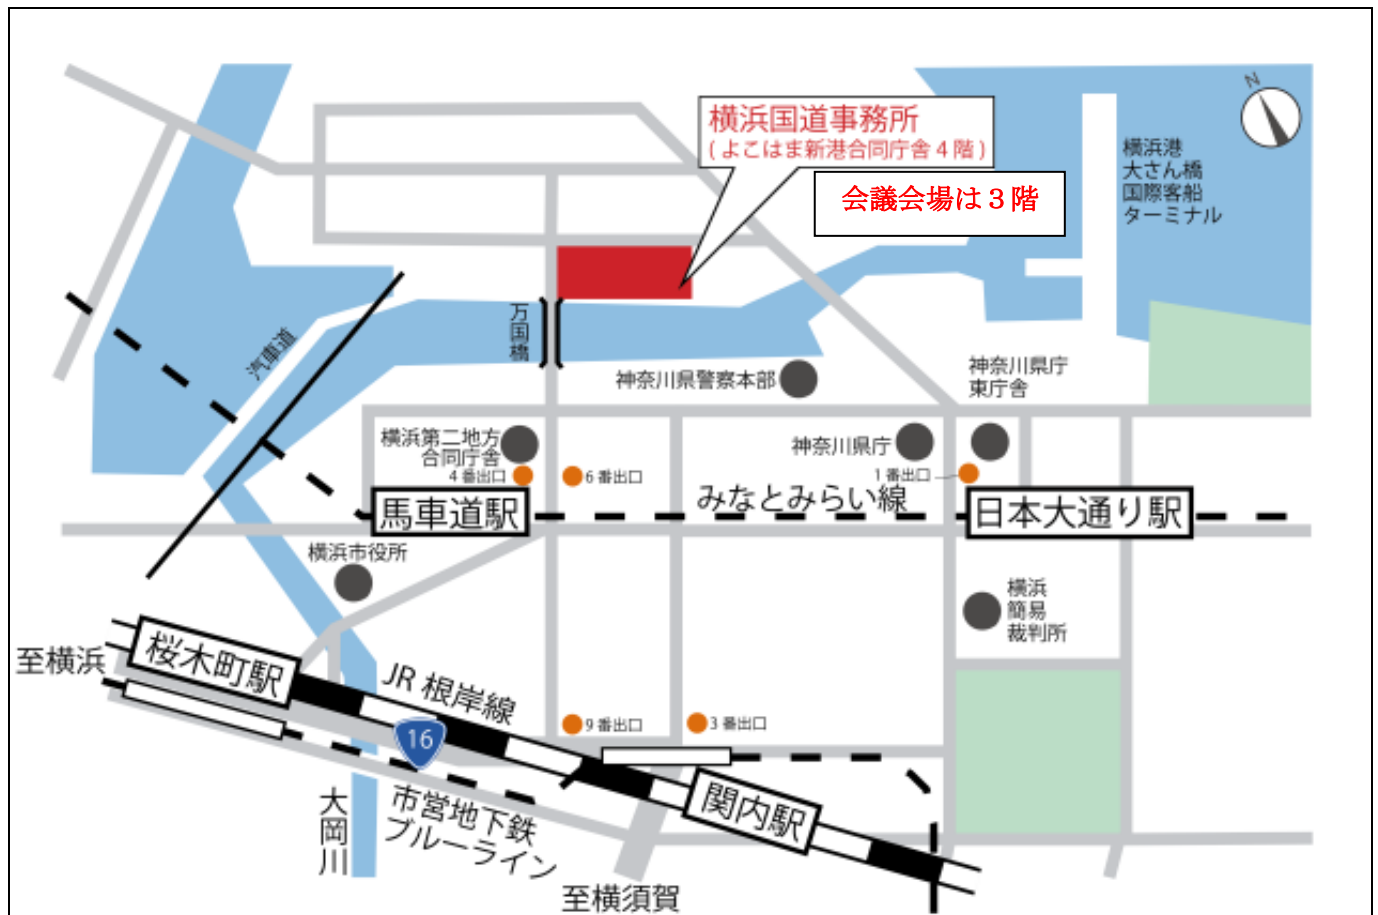 N
横浜国道事務所
(よこはま新港合同庁舎4階)
会議会場は３階
横浜港
大さん橋
国際客船
ターミナル
万国橋
汽車道
神奈川県警察本部
神奈川県庁
東庁舎
横浜第二地方
合同庁舎
神奈川県庁
4番出口
6番出口
1番出口
みなとみらい線
馬車道駅
日本大通り駅
横浜市役所
横浜
簡易
裁判所
至横浜
桜木町駅
JR根岸線
16
9番出口
3番出口
関内駅
大岡川
市営地下鉄
ブルーライン
至横須賀